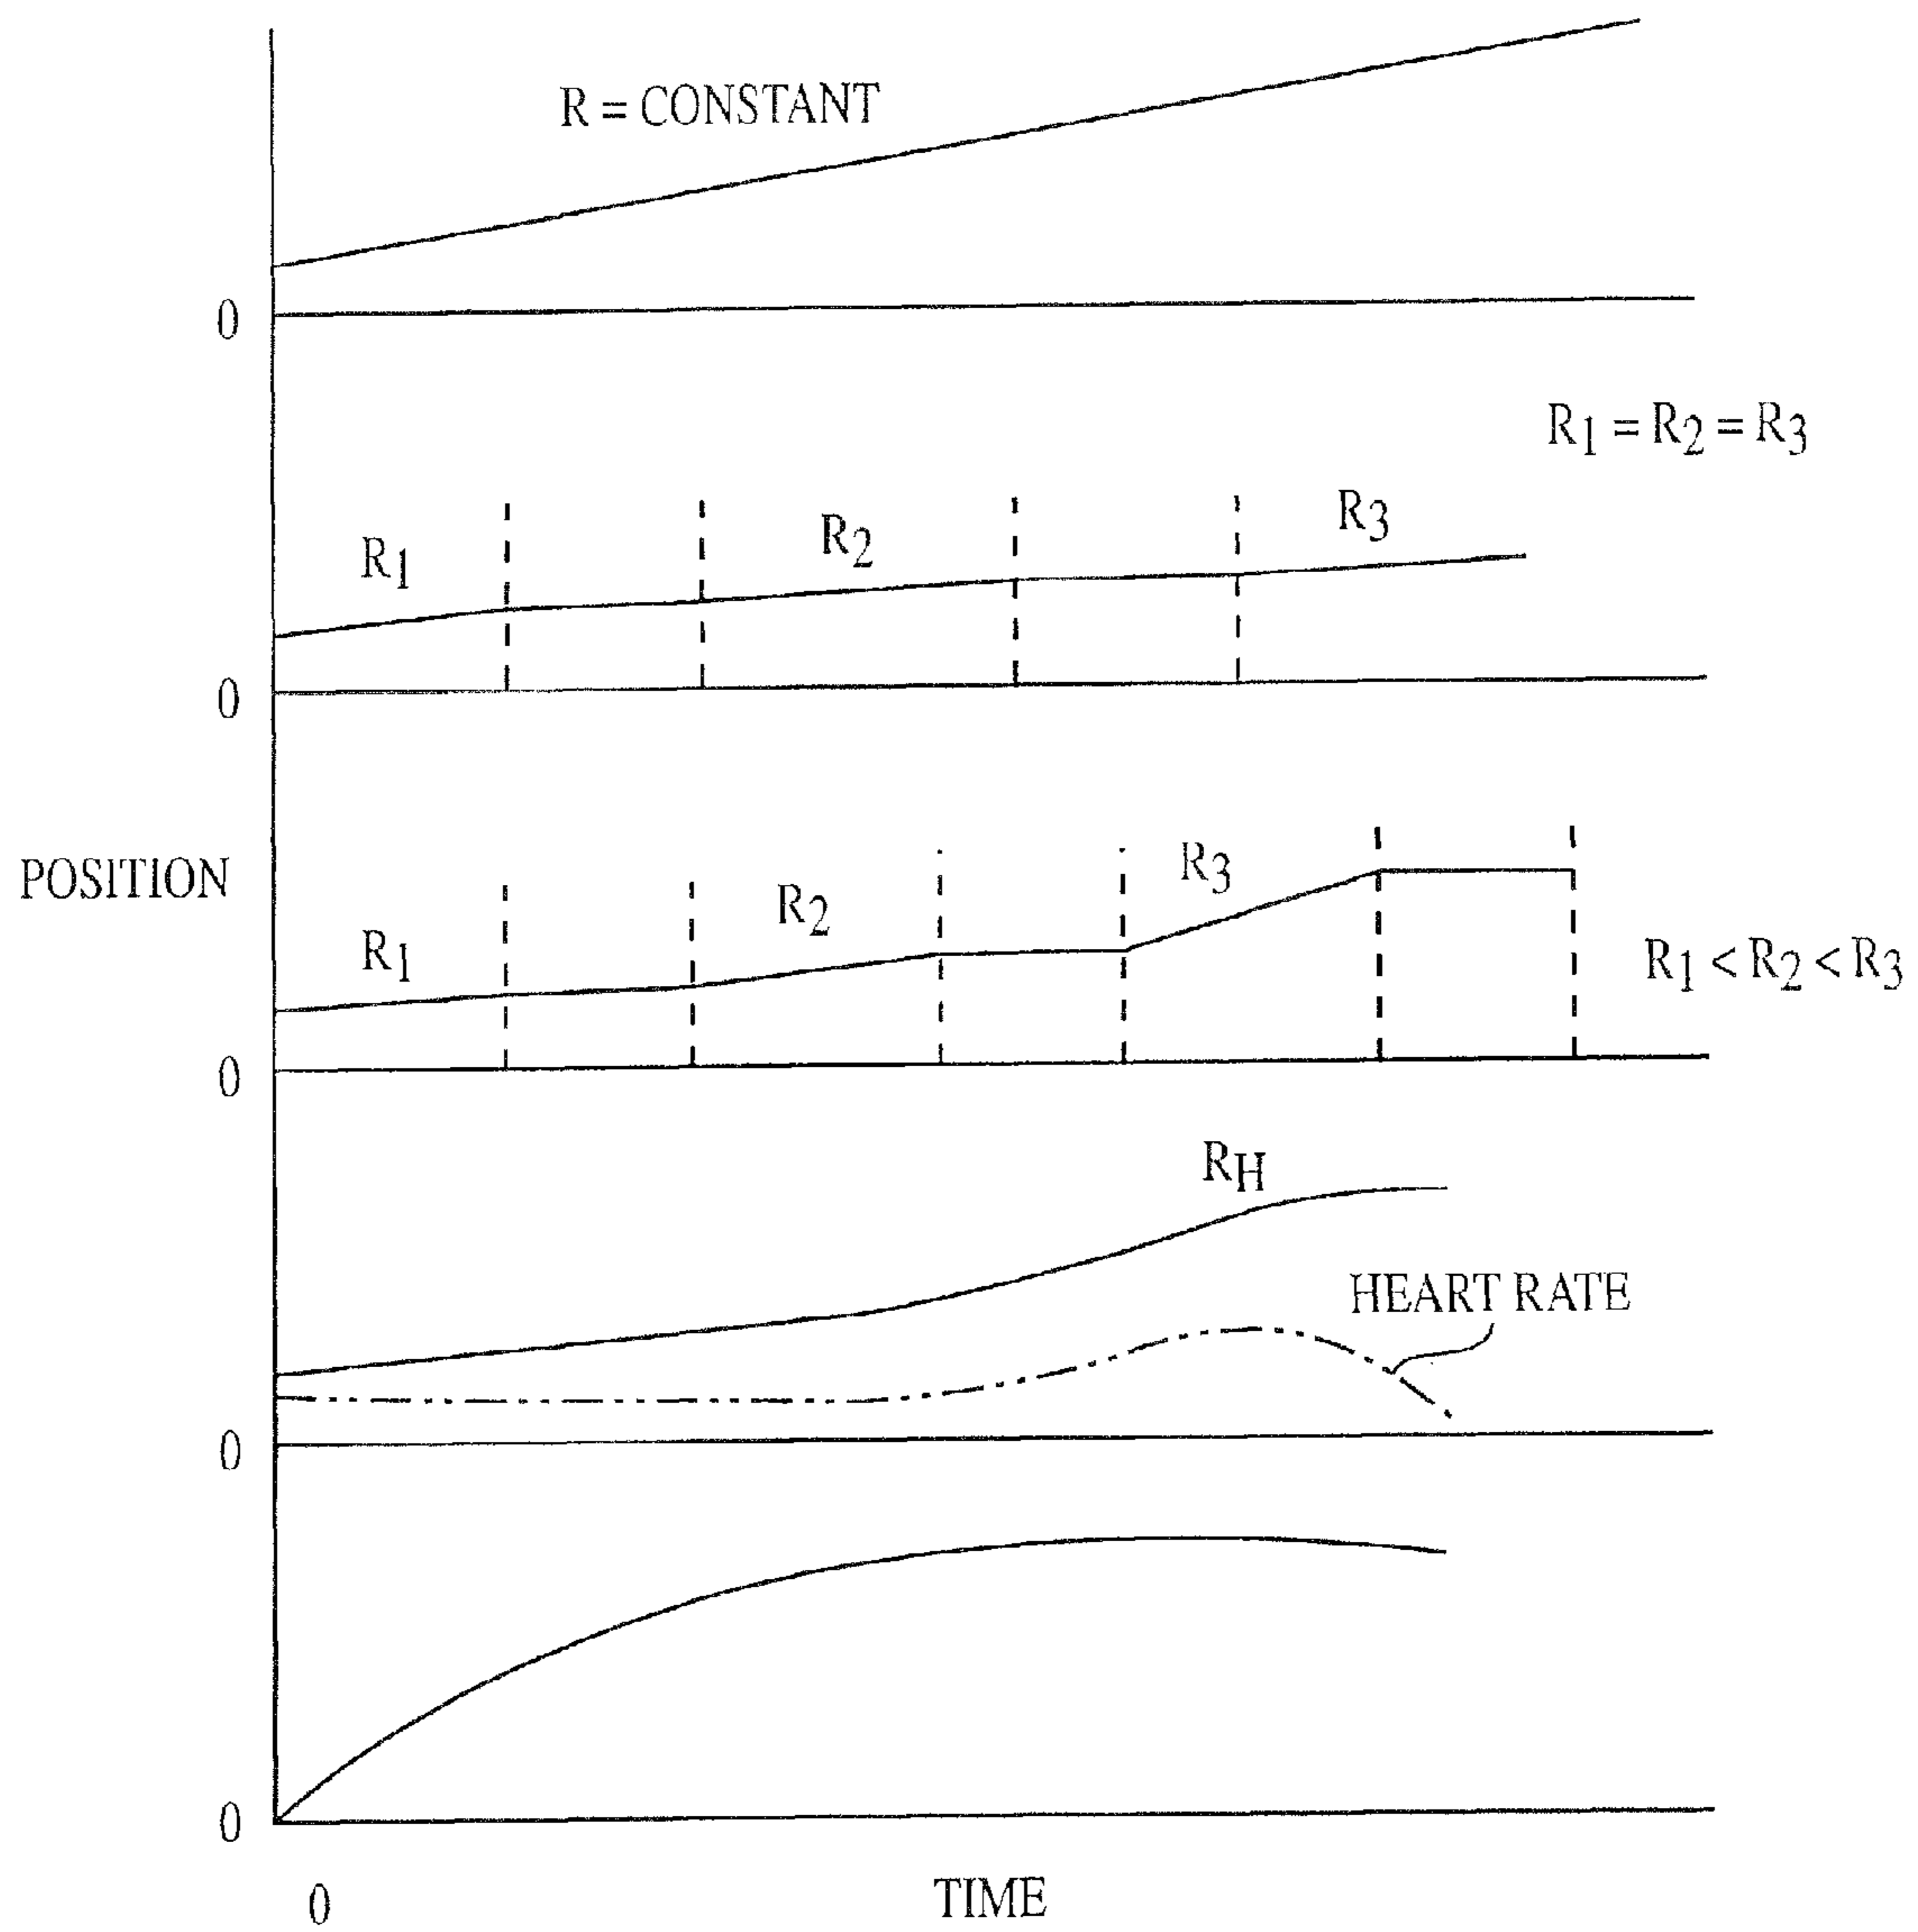 R = CONSTANT
0
R1 = R2 = R3
R1
R2
R3
0
POSITION
R1
R2
R3
R1 < R2 < R3
0
RH
HEART RATE
0
0
0
TIME